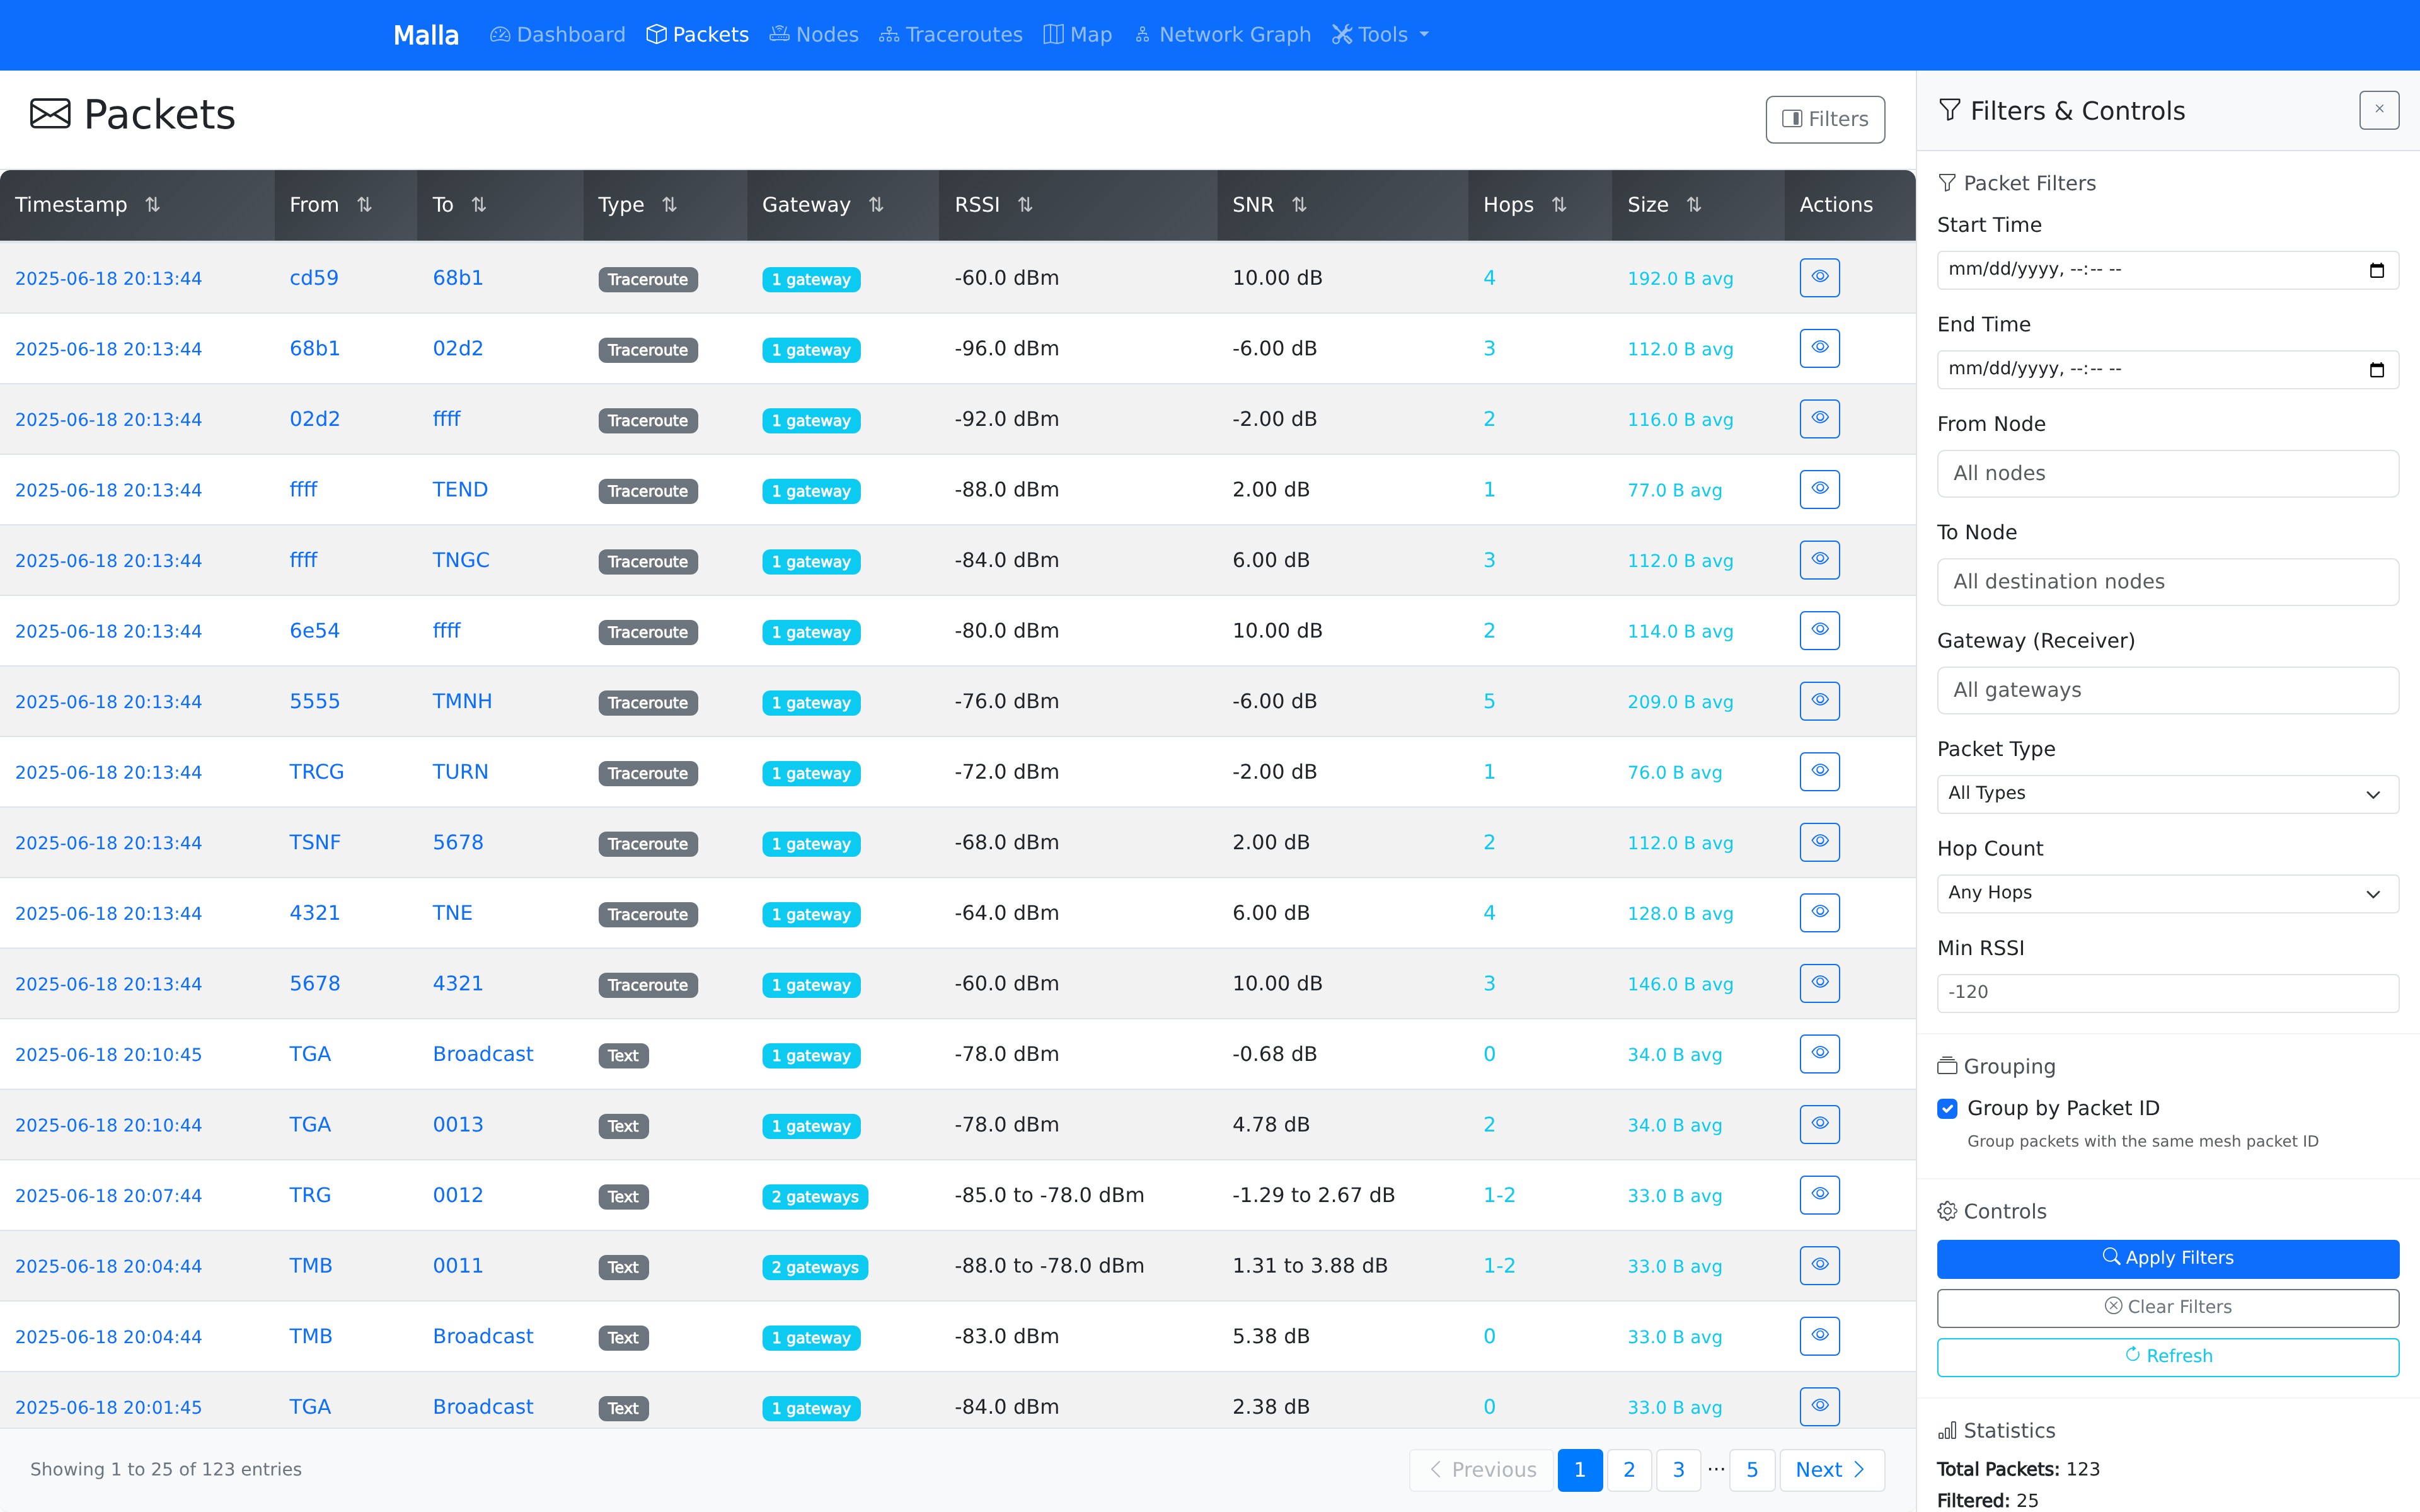 Malla Dashboard Packets Nodes Traceroutes Map Network Graph Tools
Packets
Filters
Timestamp From To Type Gateway RSSI SNR Hops Size Actions
2025-06-18 20:13:44 cd59 68b1 Traceroute 1 gateway -60.0 dBm 10.00 dB 4 192.0 B avg
2025-06-18 20:13:44 68b1 02d2 Traceroute 1 gateway -96.0 dBm -6.00 dB 3 112.0 B avg
2025-06-18 20:13:44 02d2 ffff Traceroute 1 gateway -92.0 dBm -2.00 dB 2 116.0 B avg
2025-06-18 20:13:44 ffff TEND Traceroute 1 gateway -88.0 dBm 2.00 dB 1 77.0 B avg
2025-06-18 20:13:44 ffff TNGC Traceroute 1 gateway -84.0 dBm 6.00 dB 3 112.0 B avg
2025-06-18 20:13:44 6e54 ffff Traceroute 1 gateway -80.0 dBm 10.00 dB 2 114.0 B avg
2025-06-18 20:13:44 5555 TMNH Traceroute 1 gateway -76.0 dBm -6.00 dB 5 209.0 B avg
2025-06-18 20:13:44 TRCG TURN Traceroute 1 gateway -72.0 dBm -2.00 dB 1 76.0 B avg
2025-06-18 20:13:44 TSNF 5678 Traceroute 1 gateway -68.0 dBm 2.00 dB 2 112.0 B avg
2025-06-18 20:13:44 4321 TNE Traceroute 1 gateway -64.0 dBm 6.00 dB 4 128.0 B avg
2025-06-18 20:13:44 5678 4321 Traceroute 1 gateway -60.0 dBm 10.00 dB 3 146.0 B avg
2025-06-18 20:10:45 TGA Broadcast Text 1 gateway -78.0 dBm -0.68 dB 0 34.0 B avg
2025-06-18 20:10:44 TGA 0013 Text 1 gateway -78.0 dBm 4.78 dB 2 34.0 B avg
2025-06-18 20:07:44 TRG 0012 Text 2 gateways -85.0 to -78.0 dBm -1.29 to 2.67 dB 1-2 33.0 B avg
2025-06-18 20:04:44 TMB 0011 Text 2 gateways -88.0 to -78.0 dBm 1.31 to 3.88 dB 1-2 33.0 B avg
2025-06-18 20:04:44 TMB Broadcast Text 1 gateway -83.0 dBm 5.38 dB 0 33.0 B avg
2025-06-18 20:01:45 TGA Broadcast Text 1 gateway -84.0 dBm 2.38 dB 0 33.0 B avg
Showing 1 to 25 of 123 entries
Previous 1 2 3 ... 5 Next
Filters & Controls ×
Packet Filters
Start Time
mm/dd/yyyy, --:-- --
End Time
mm/dd/yyyy, --:-- --
From Node
All nodes
To Node
All destination nodes
Gateway (Receiver)
All gateways
Packet Type
All Types
Hop Count
Any Hops
Min RSSI
-120
Grouping
Group by Packet ID
Group packets with the same mesh packet ID
Controls
Apply Filters
Clear Filters
Refresh
Statistics
Total Packets: 123
Filtered: 25